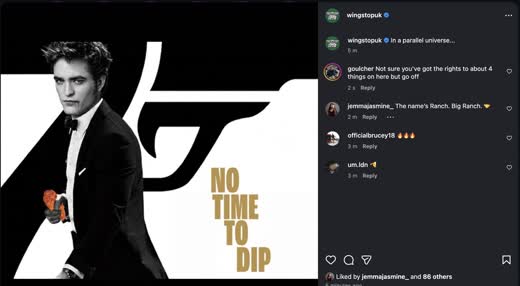 NO
TIME
TO
DIP
wingstopuk
wingstopuk In a parallel universe...
5 m
goulcher Not sure you've got the rights to about 4
things on here but go off
2 s Reply
jemmajasmine_ The name's Ranch. Big Ranch. 🤝
2 m Reply ...
officialbrucey18 🔥🔥🔥
3 m Reply
um.ldn
3 m Reply
Liked by jemmajasmine_ and 86 others